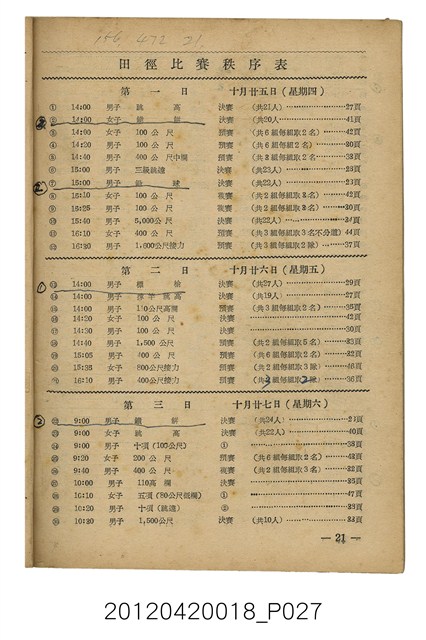 166 472 21
田徑比賽秩序表
第一日 十月廿五日(星期四)
① 14:00 男子 跳高 決賽 (共21人)……27頁
② 14:00 女子 決賽 (共20人……41頁
③ 14:10 女子 100公尺 預賽 (共6組每組取2名)……42頁
④ 14:20 男子 100公尺 預賽 (共6組每組2名)……30頁
⑤ 14:40 男子 400公尺中欄 預賽 (共3組每組取2名)……38頁
⑥ 15:00 男子 三級跳遠 決賽 (共23人)……28頁
⑦ 15:00 男子 決賽 (共22人)……23頁
⑧ 15:10 女子 100公尺 複賽 (共2組每組取3名)……42頁
⑨ 15:25 男子 100公尺 複賽 (共2組每組取3名)……30頁
⑩ 15:40 男子 5,000公尺 決賽 (共22人)……34頁
⑪ 16:10 女子 400公尺 預賽 (共3組每組取3名不分道) 44頁
⑫ 16:20 男子 1,600公尺接力 預賽 (共3組每組取2隊)……37頁
第二日 十月廿六日(星期五)
⑬ 14:00 男子 標槍 決賽 (共27人)……29頁
⑭ 14:00 男子 撐竿跳高 決賽 (共19人)……27頁
⑮ 14:00 男子 110公尺高欄 預賽 (共3組每組取2名)……35頁
⑯ 14:20 女子 100公尺 決賽 ……42頁
⑰ 14:30 男子 100公尺 決賽 ……30頁
⑱ 14:40 男子 1,500公尺 預賽 (共2組每組取5名)……33頁
⑲ 15:05 男子 400公尺 預賽 (共6組每組取2名)……32頁
⑳ 15:35 女子 800公尺接力 預賽 (共2組每組取3隊)……46頁
16:10 男子 400公尺接力 預賽 ……36頁
第三日 十月廿七日(星期六)
9:00 男子 決賽 (共24人)……24頁
9:00 女子 跳高 決賽 (共22人)……40頁
9:00 男子 十項(100公尺) ① ……38頁
9:20 女子 200公尺 預賽 (共6組每組取2名)……43頁
9:40 男子 400公尺 複賽 (共2組每組取3名)……32頁
10:00 男子 110高欄 決賽 ……35頁
10:10 女子 五項(80公尺低欄) ① ……47頁
10:20 男子 十項(跳遠) ② ……38頁
10:30 男子 1,500公尺 決賽 (共10人)……33頁
— 21 —
20120420018_P027